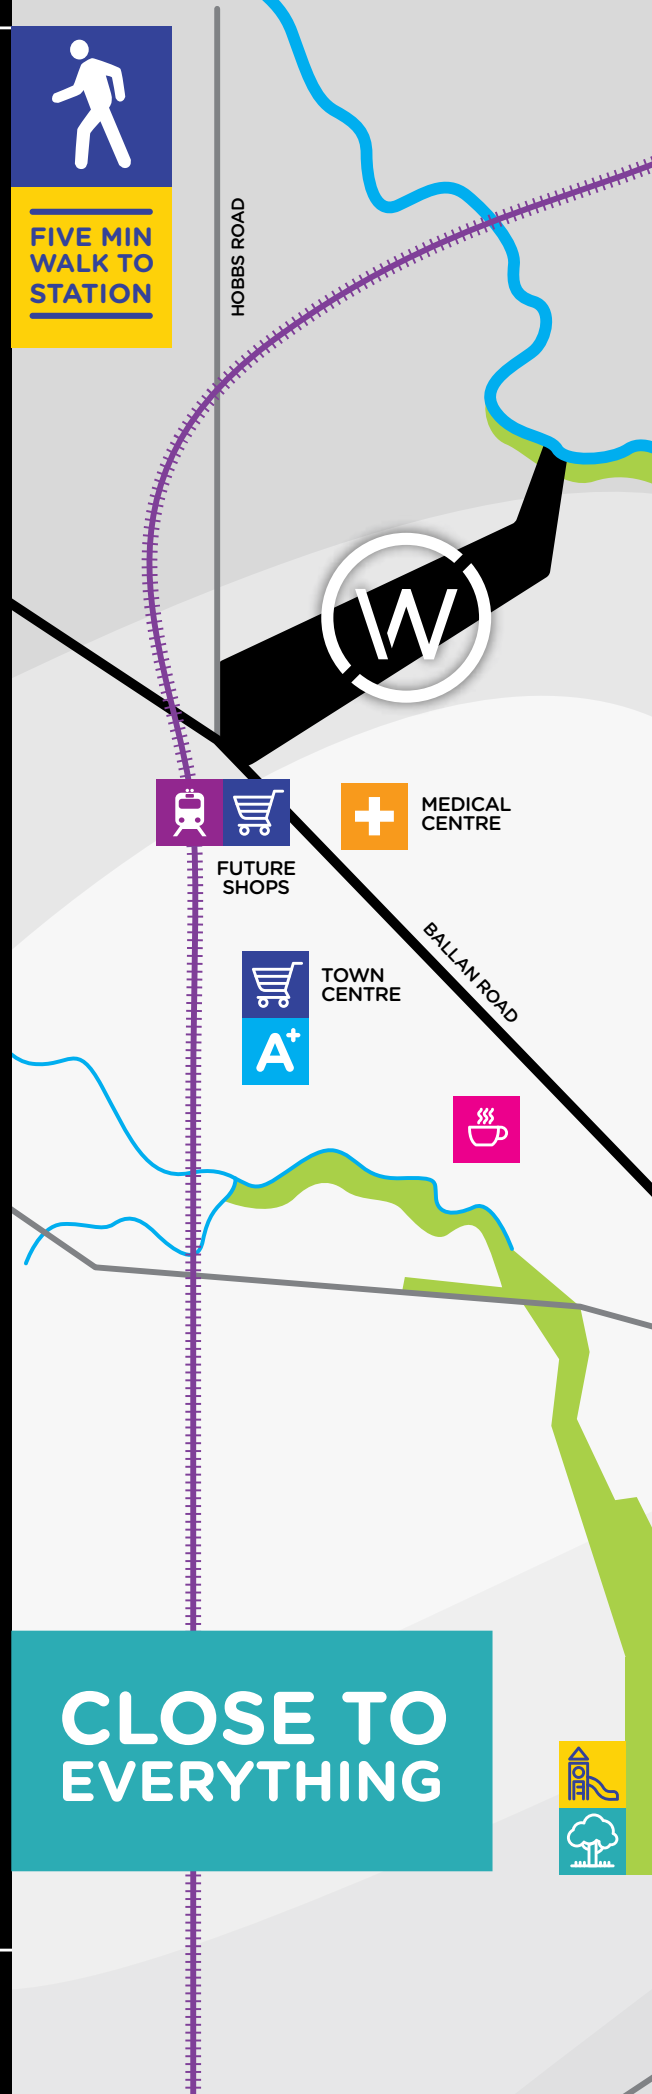 FIVE MIN
WALK TO
STATION
HOBBS ROAD
W
MEDICAL
CENTRE
FUTURE
SHOPS
BALLAN ROAD
TOWN
CENTRE
A+
CLOSE TO
EVERYTHING